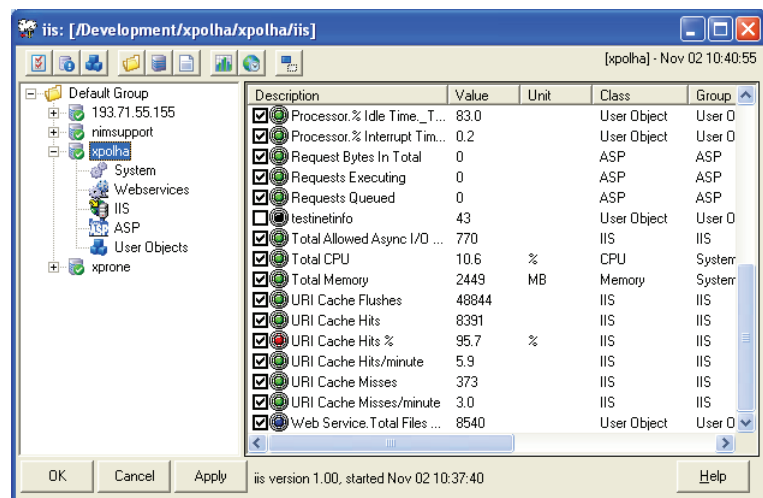 iis: [/Development/xpolha/xpolha/iis]
[xpolha] - Nov 02 10:40:55
Default Group
193.71.55.155
nimsupport
xpolha
System
Webservices
IIS
ASP
User Objects
xprone
Description Value Unit Class Group
Processor.% Idle Time._T... 83.0 User Object User O
Processor.% Interrupt Tim... 0.2 User Object User O
Request Bytes In Total 0 ASP ASP
Requests Executing 0 ASP ASP
Requests Queued 0 ASP ASP
testinetinfo 43 User Object User O
Total Allowed Async I/O ... 770 IIS IIS
Total CPU 10.6 % CPU System
Total Memory 2449 MB Memory System
URI Cache Flushes 48844 IIS IIS
URI Cache Hits 8391 IIS IIS
URI Cache Hits % 95.7 % IIS IIS
URI Cache Hits/minute 5.9 IIS IIS
URI Cache Misses 373 IIS IIS
URI Cache Misses/minute 3.0 IIS IIS
Web Service.Total Files ... 8540 User Object User O
OK Cancel Apply iis version 1.00, started Nov 02 10:37:40 Help